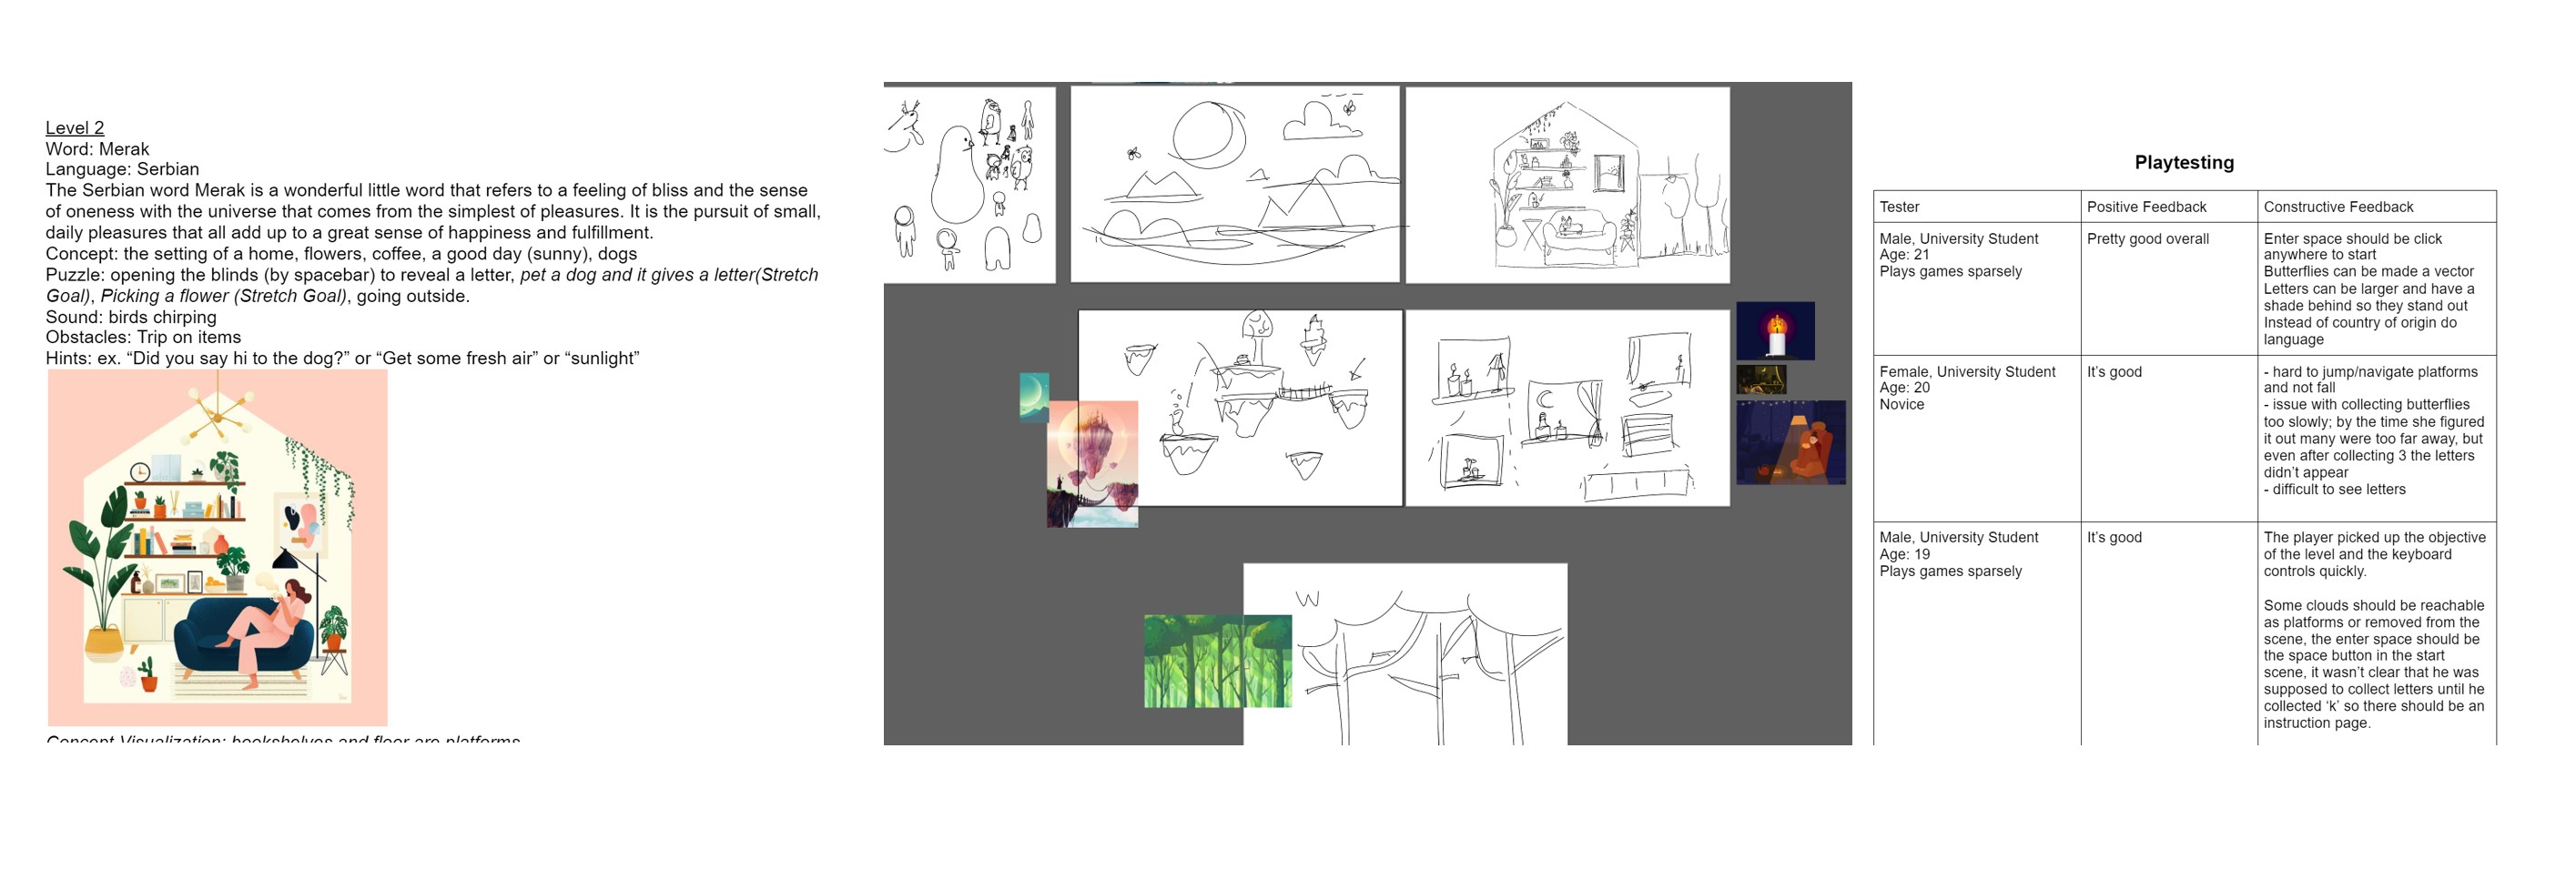 Level 2
Word: Merak
Language: Serbian
The Serbian word Merak is a wonderful little word that refers to a feeling of bliss and the sense
of oneness with the universe that comes from the simplest of pleasures. It is the pursuit of small,
daily pleasures that all add up to a great sense of happiness and fulfillment.
Concept: the setting of a home, flowers, coffee, a good day (sunny), dogs
Puzzle: opening the blinds (by spacebar) to reveal a letter, pet a dog and it gives a letter(Stretch
Goal), Picking a flower (Stretch Goal), going outside.
Sound: birds chirping
Obstacles: Trip on items
Hints: ex. “Did you say hi to the dog?” or “Get some fresh air” or “sunlight”
Concept Visualization: bookshelves and floor are platforms
W
Playtesting
Tester
Positive Feedback
Constructive Feedback
Male, University Student
Age: 21
Plays games sparsely
Pretty good overall
Enter space should be click
anywhere to start
Butterflies can be made a vector
Letters can be larger and have a
shade behind so they stand out
Instead of country of origin do
language
Female, University Student
Age: 20
Novice
It’s good
- hard to jump/navigate platforms
and not fall
- issue with collecting butterflies
too slowly; by the time she figured
it out many were too far away, but
even after collecting 3 the letters
didn’t appear
- difficult to see letters
Male, University Student
Age: 19
Plays games sparsely
It’s good
The player picked up the objective
of the level and the keyboard
controls quickly.
Some clouds should be reachable
as platforms or removed from the
scene, the enter space should be
the space button in the start
scene, it wasn’t clear that he was
supposed to collect letters until he
collected ‘k’ so there should be an
instruction page.